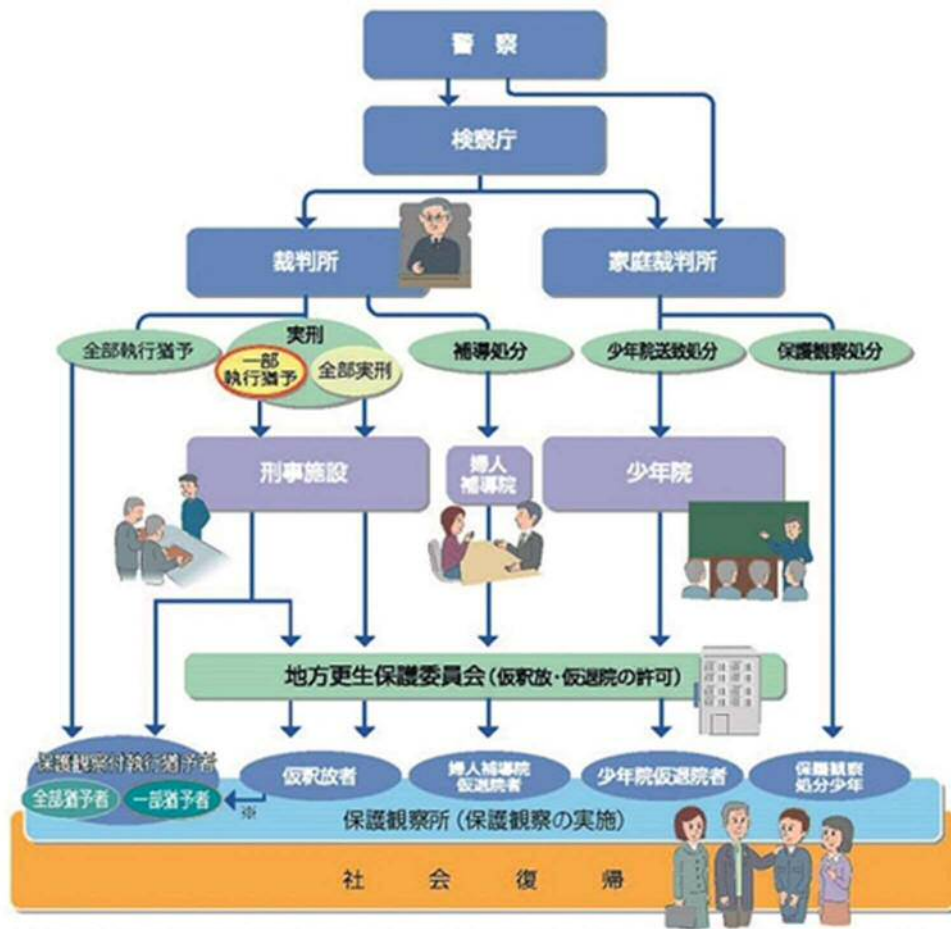 警 察
検察庁
裁判所
家庭裁判所
全部執行猶予
実刑
一部
執行猶予
全部実刑
補導処分
少年院送致処分
保護観察処分
刑事施設
婦人
補導院
少年院
地方更生保護委員会(仮釈放・仮退院の許可)
保護観察付執行猶予者
全部猶予者
一部猶予者
※
仮釈放者
婦人補導院
仮退院者
少年院仮退院者
保護観察
処分少年
保護観察所(保護観察の実施)
社 会 復 帰